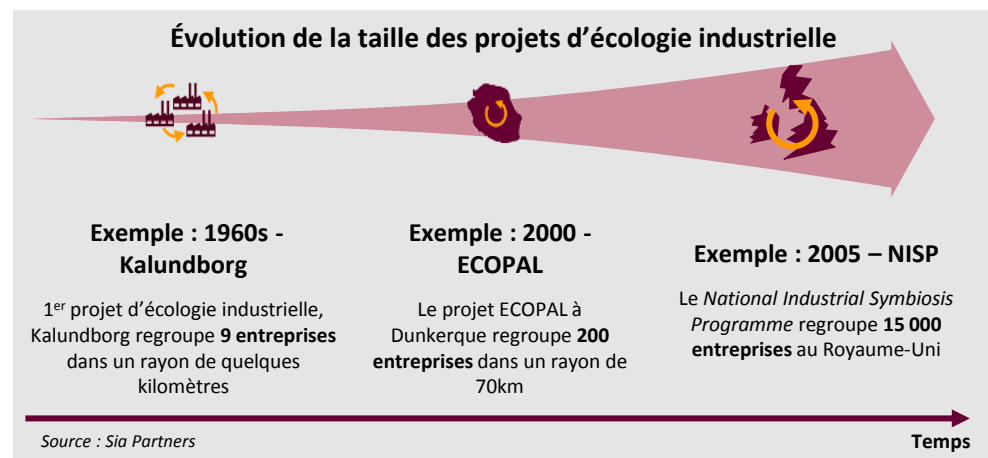 Évolution de la taille des projets d’écologie industrielle
Exemple : 1960s -
Kalundborg
1er projet d’écologie industrielle,
Kalundborg regroupe 9 entreprises
dans un rayon de quelques
kilomètres
Exemple : 2000 -
ECOPAL
Le projet ECOPAL à
Dunkerque regroupe 200
entreprises dans un rayon de
70km
Exemple : 2005 – NISP
Le National Industrial Symbiosis
Programme regroupe 15 000
entreprises au Royaume-Uni
Source : Sia Partners
Temps